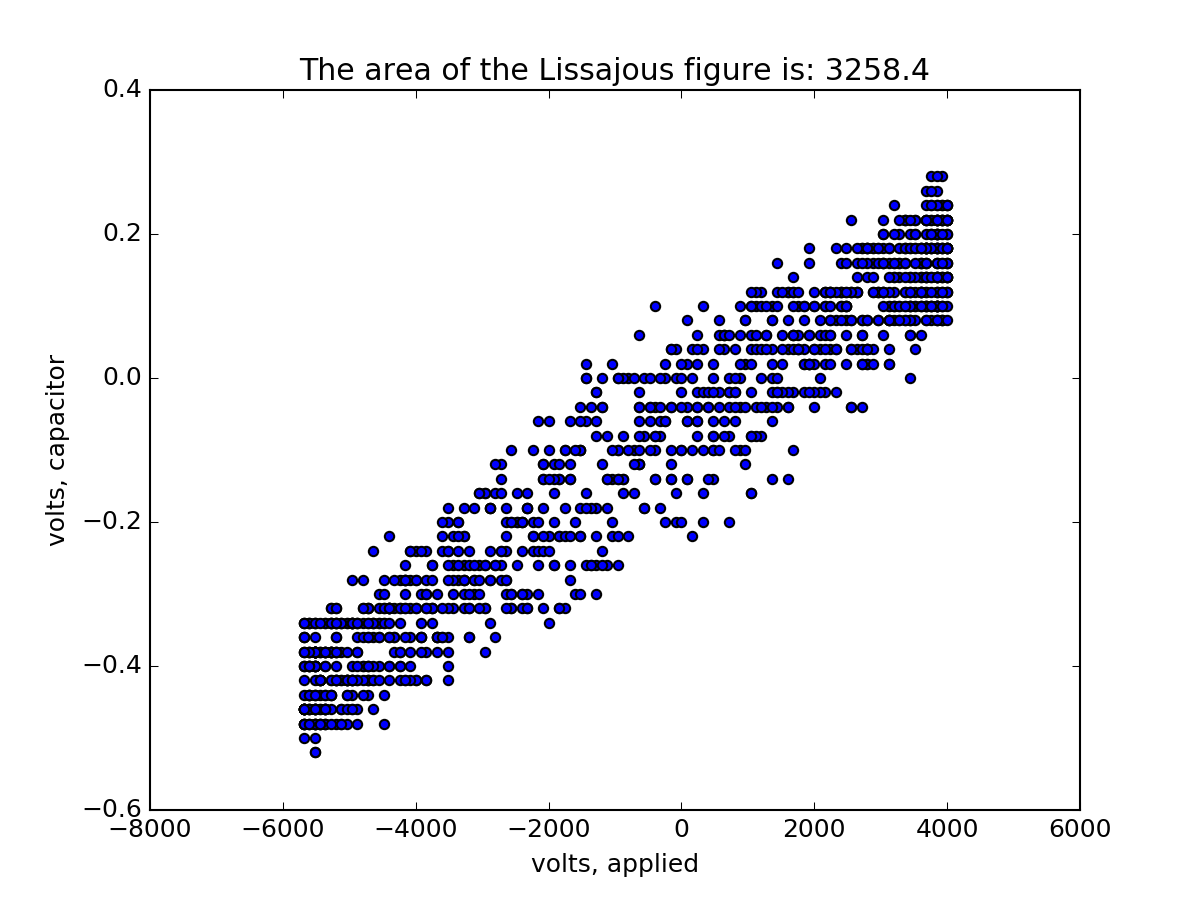 The area of the Lissajous figure is: 3258.4
0.4
0.2
0.0
−0.2
−0.4
−0.6
volts, capacitor
−8000 −6000 −4000 −2000 0 2000 4000 6000
volts, applied